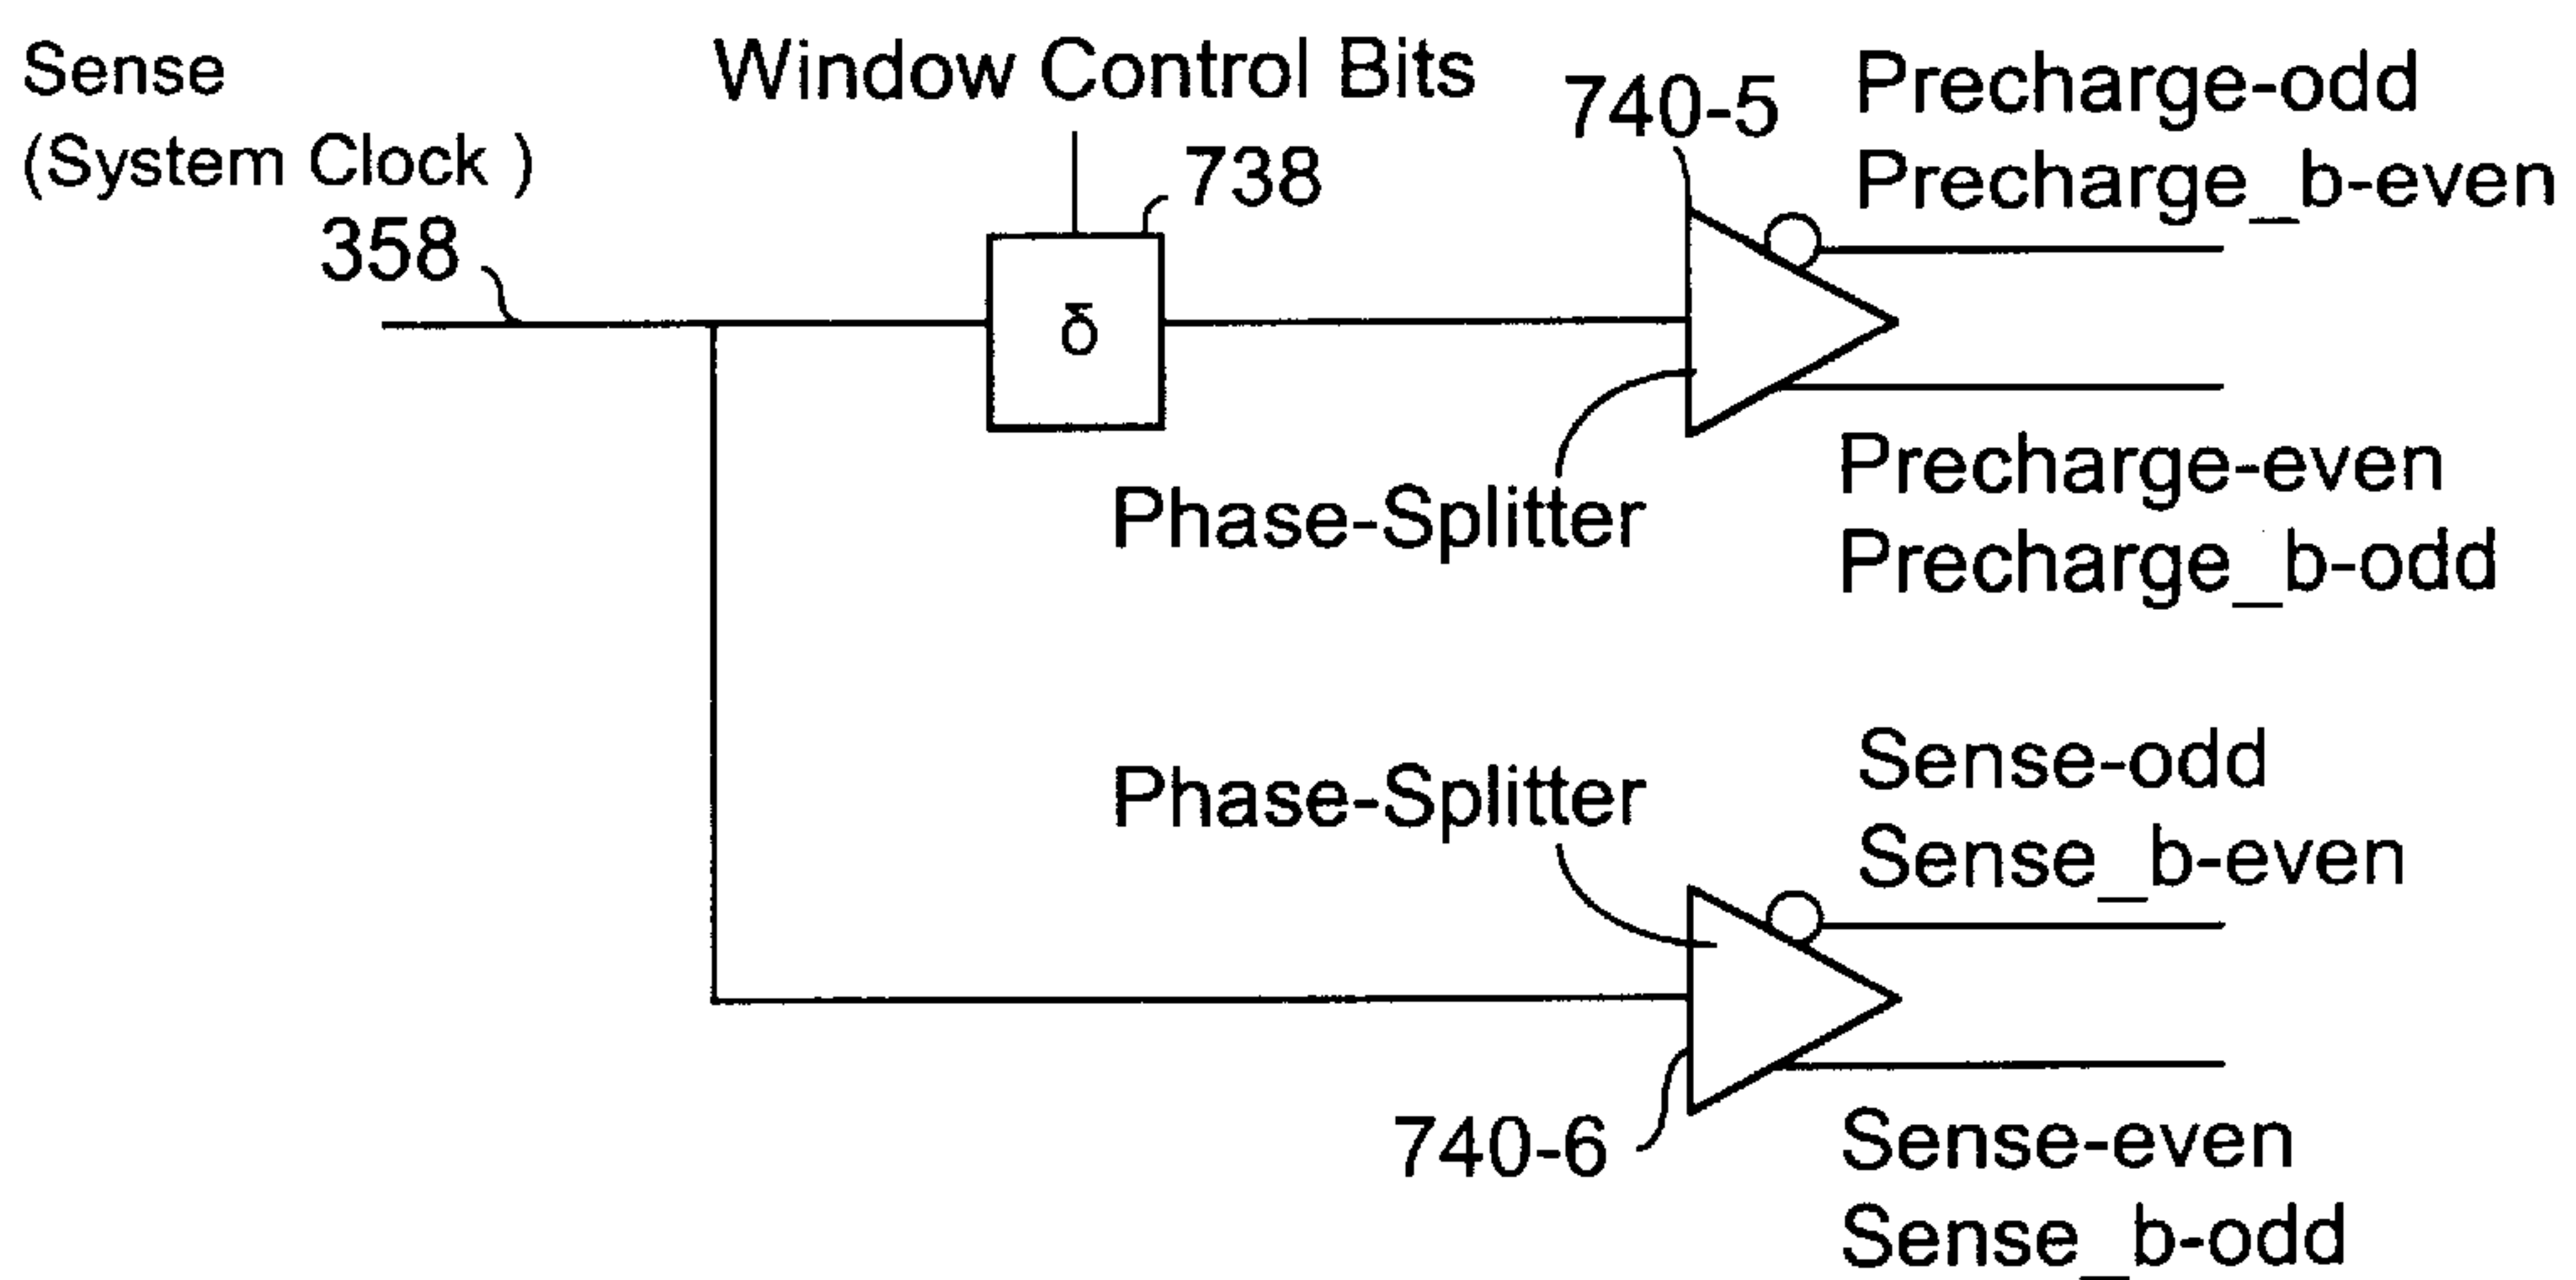 Sense
(System Clock )
358
Window Control Bits
738
δ
740-5
Precharge-odd
Precharge_b-even
Phase-Splitter
Precharge-even
Precharge_b-odd
Phase-Splitter
Sense-odd
Sense_b-even
740-6
Sense-even
Sense_b-odd